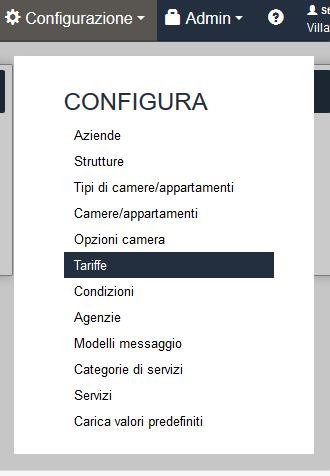 Configurazione Admin St
Villa
CONFIGURA
Aziende
Strutture
Tipi di camere/appartamenti
Camere/appartamenti
Opzioni camera
Tariffe
Condizioni
Agenzie
Modelli messaggio
Categorie di servizi
Servizi
Carica valori predefiniti